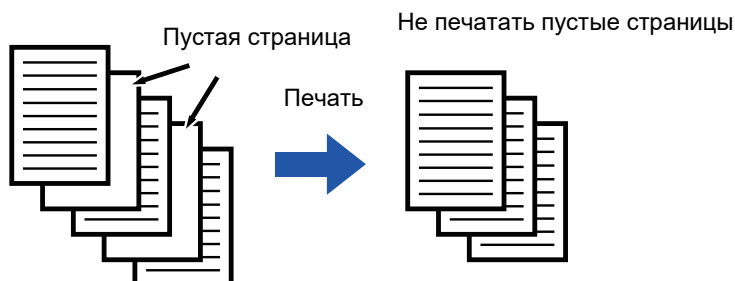 Пустая страница
Не печатать пустые страницы
Печать